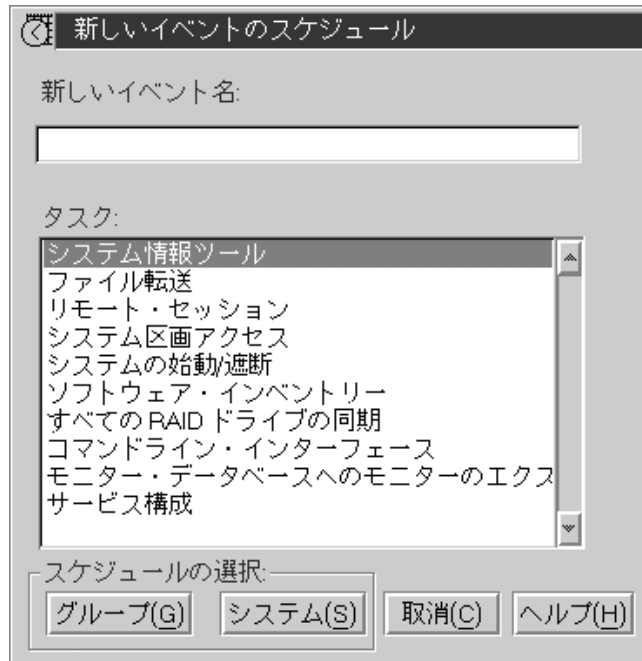 新しいイベントのスケジュール
新しいイベント名:
タスク:
システム情報ツール
ファイル転送
リモート・セッション
システム区画アクセス
システムの始動/遮断
ソフトウェア・インベントリー
すべての RAID ドライブの同期
コマンドライン・インターフェース
モニター・データベースへのモニターのエクス
サービス構成
スケジュールの選択:
グループ(G) システム(S) 取消(C) ヘルプ(H)